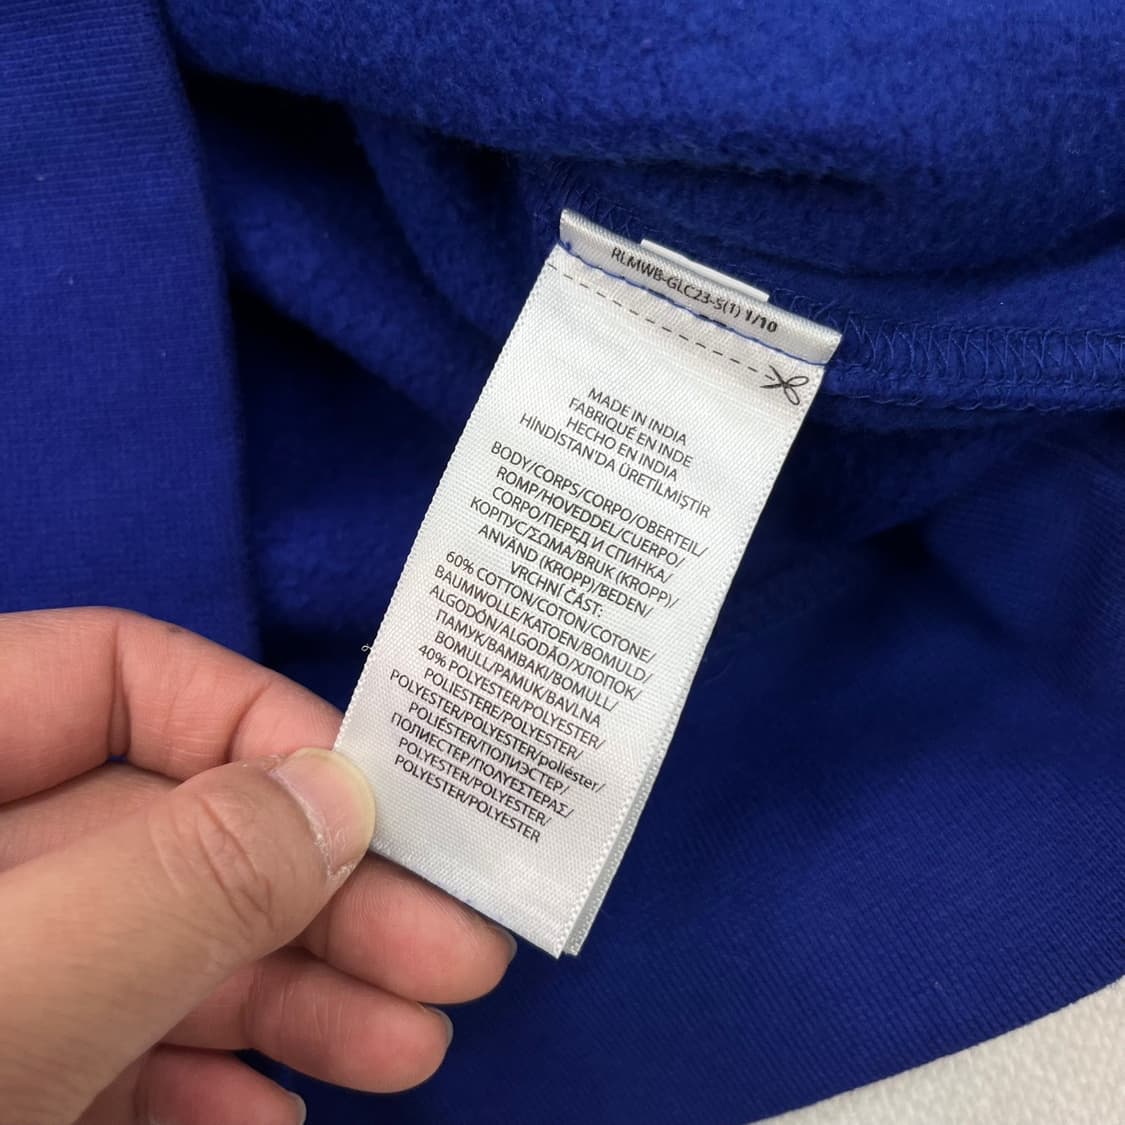 RLMWB-GLC23-S(1) 1/10
MADE IN INDIA
FABRIQUÉ EN INDE
HECHO EN INDIA
HİNDİSTAN'DA ÜRETİLMİŞTİR
BODY/CORPS/CORPO/OBERTEIL/
ROMP/HOVEDDEL/CUERPO/
CORPO/ПЕРЕД И СПИНКА/
КОРПУС/ΣΩΜΑ/BRUK (KROPP)/
ANVÄND (KROPP)/BEDEN/
VRCHNÍ ČÁST:
60% COTTON/COTON/COTONE/
BAUMWOLLE/KATOEN/BOMULD/
ALGODÓN/ALGODÃO/ХЛОПОК/
ПАМУК/ΒΑΜΒΑΚΙ/BOMULL/
BOMULL/PAMUK/BAVLNA
40% POLYESTER/POLYESTER/
POLIESTERE/POLYESTER/
POLYESTER/POLYESTER/poliéster/
POLIÉSTER/ПОЛИЭСТЕР/
ПОЛИЕСТЕР/ΠΟΛΥΕΣΤΕΡΑΣ/
POLYESTER/POLYESTER/
POLYESTER/POLYESTER